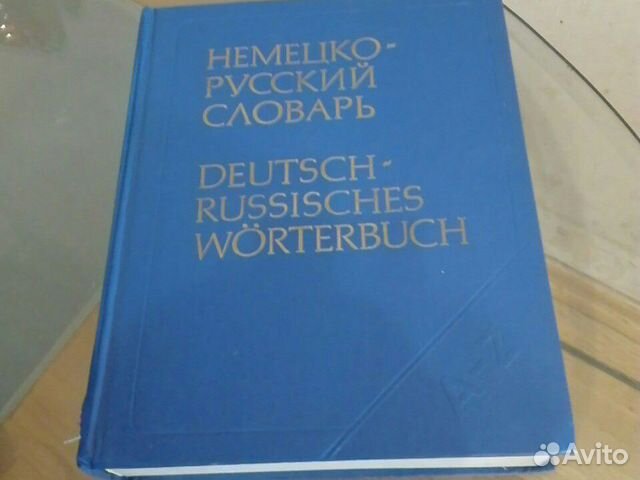 НЕМЕЦКО-
РУССКИЙ
СЛОВАРЬ
DEUTSCH-
RUSSISCHES
WÖRTERBUCH
A-Z
Avito